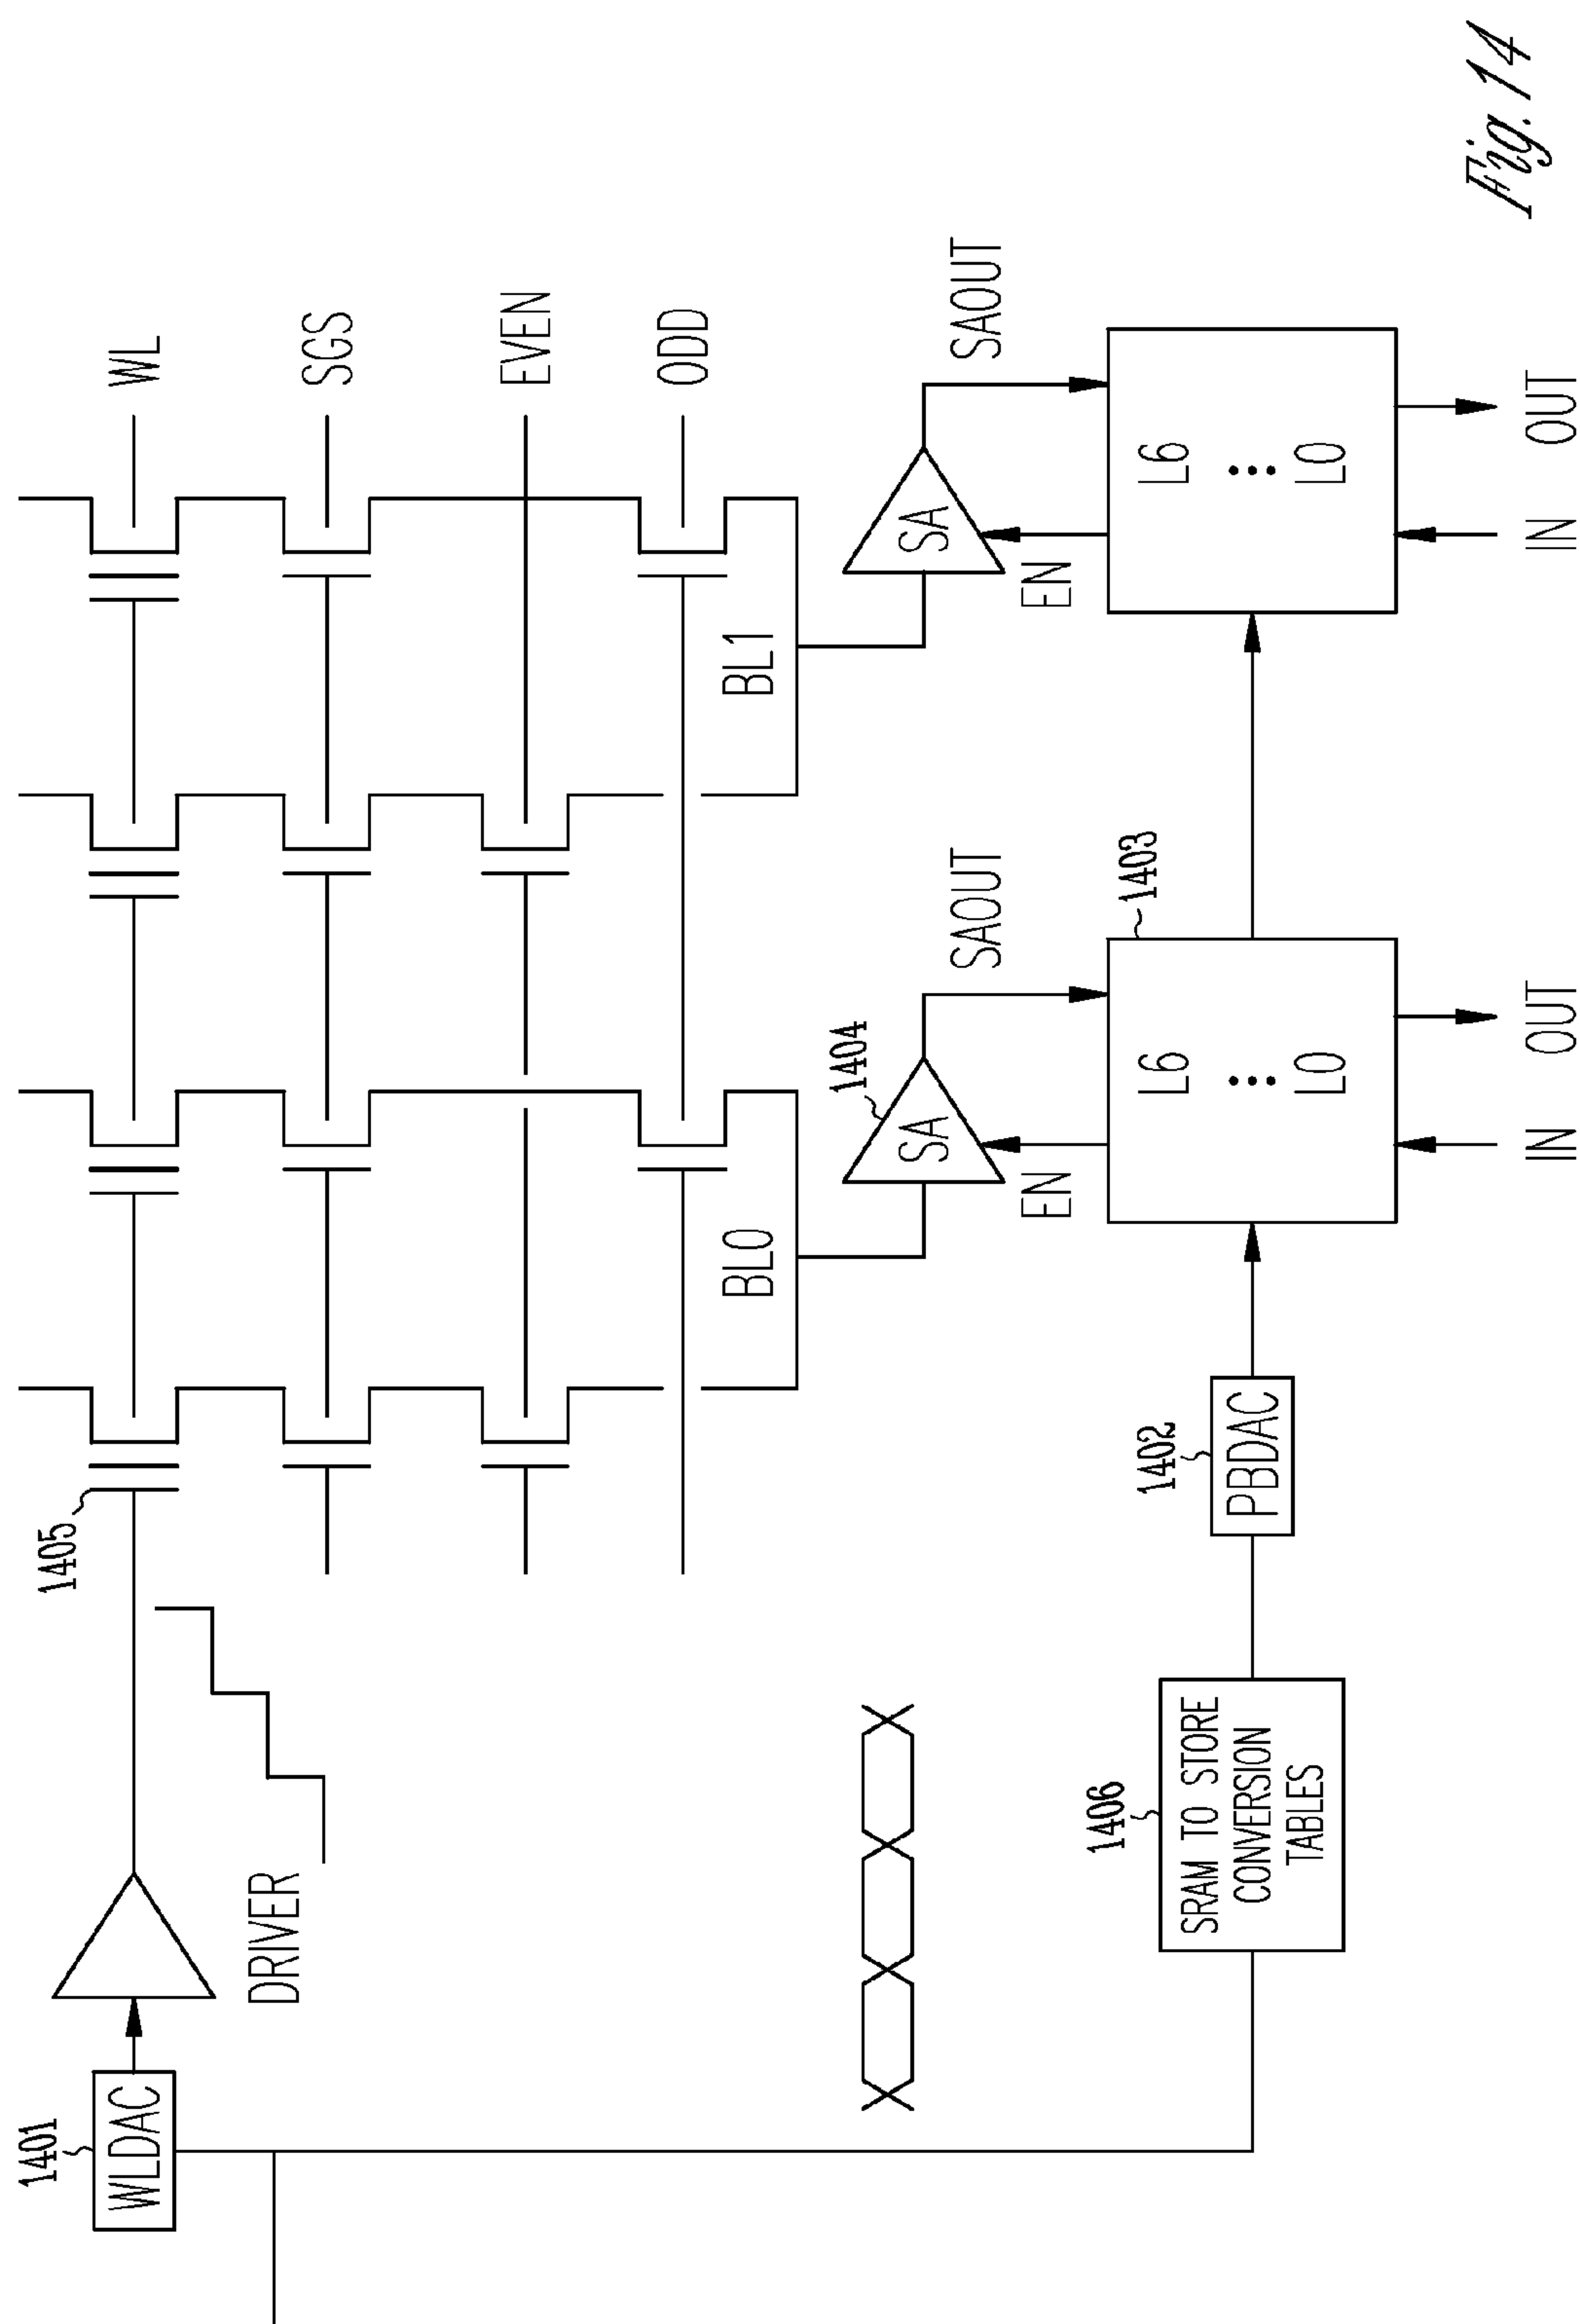 1401
WLDAC
DRIVER
1405
WL
SGS
EVEN
ODD
BL0
BL1
1404
SA
SAOUT
EN
SA
SAOUT
EN
1406
SRAM TO STORE
CONVERSION
TABLES
1402
PBDAC
1403
L6
L0
L6
L0
IN
OUT
IN
OUT
Fig. 14